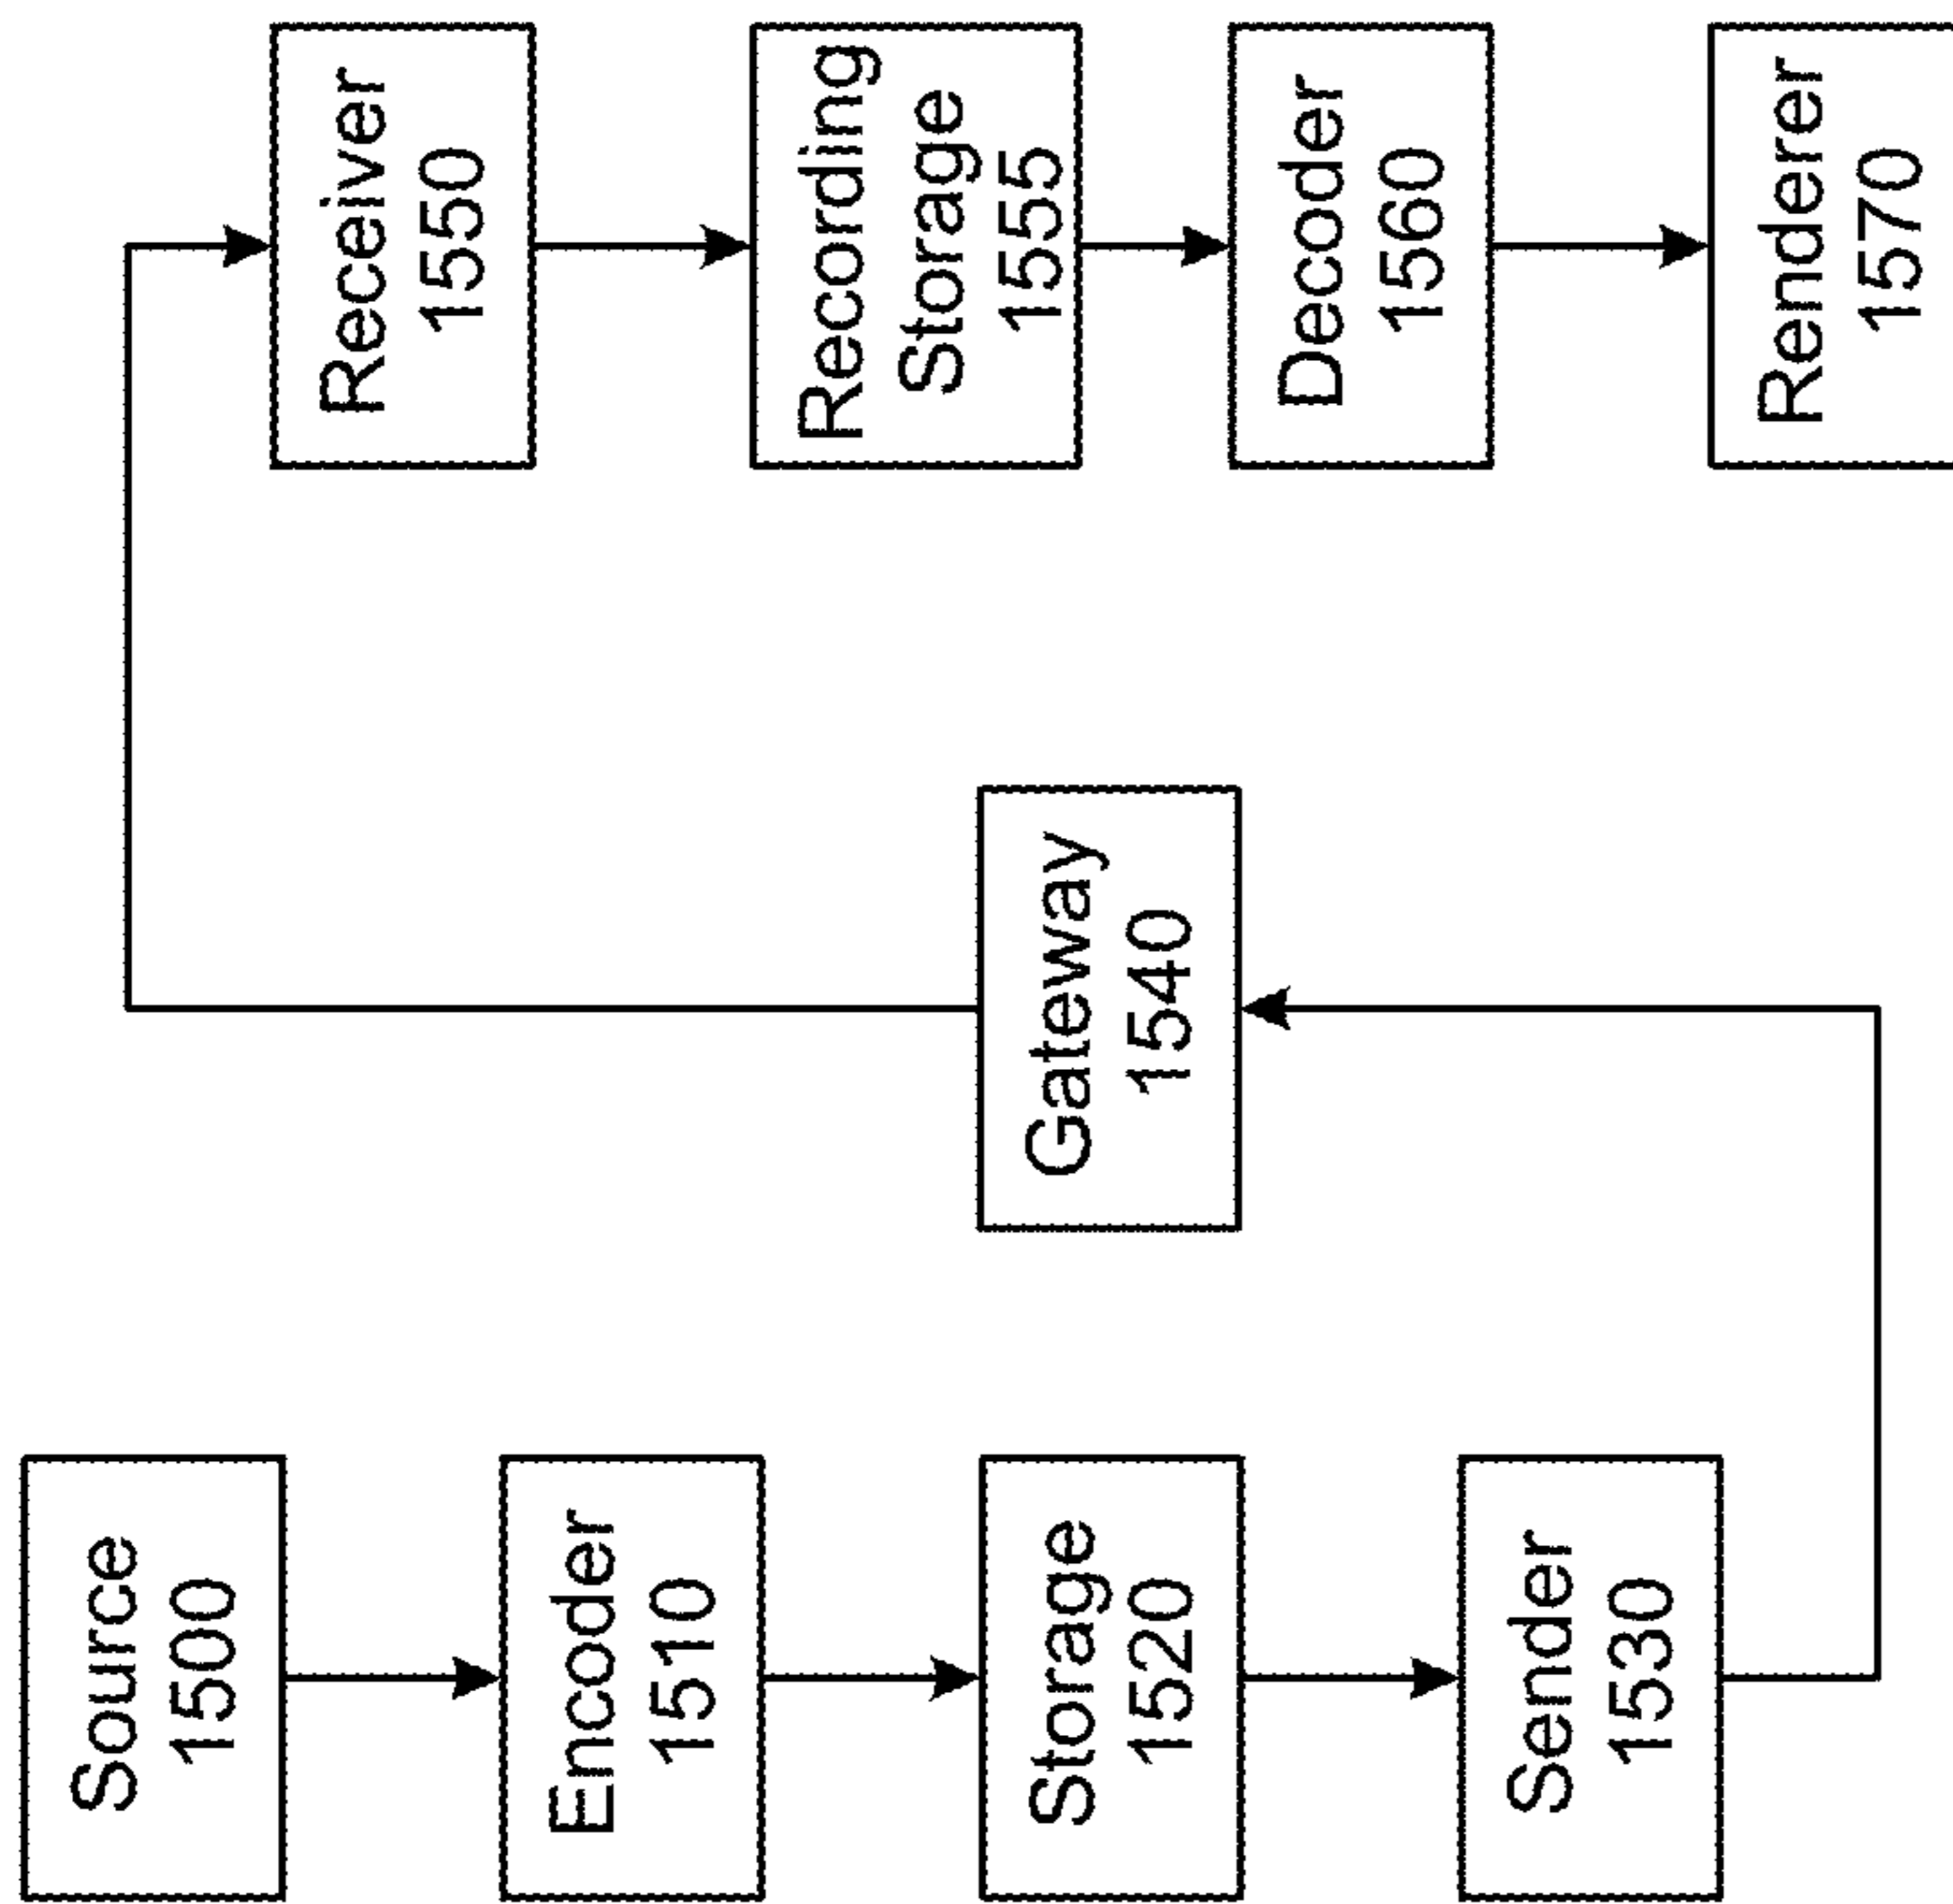 Source
1500
Encoder
1510
Storage
1520
Sender
1530
Gateway
1540
Receiver
1550
Recording
Storage
1555
Decoder
1560
Renderer
1570